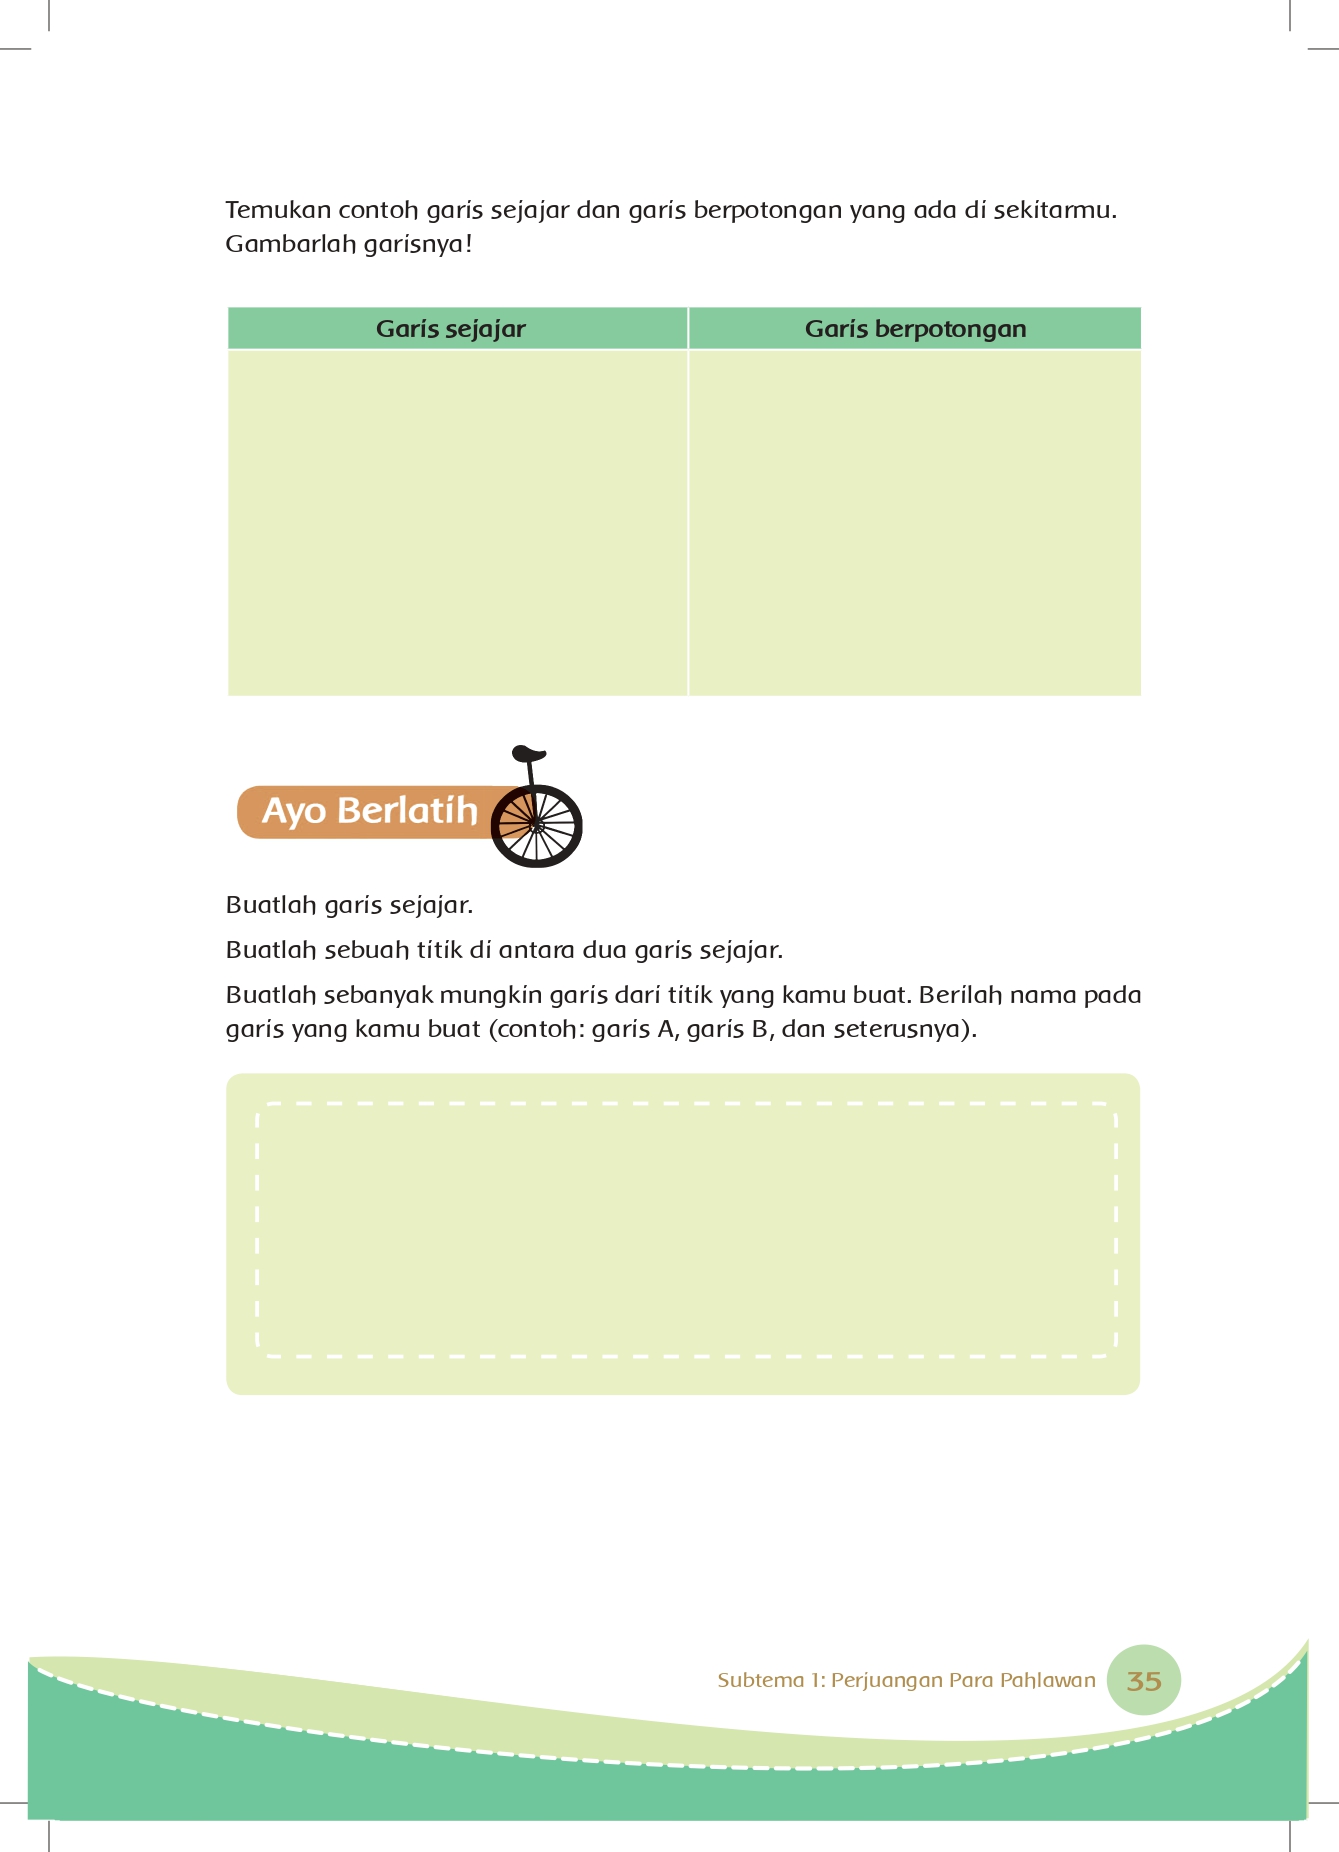 Temukan contoh garis sejajar dan garis berpotongan yang ada di sekitarmu.
Gambarlah garisnya!
Garis sejajar
Garis berpotongan
Ayo Berlatih
Buatlah garis sejajar.
Buatlah sebuah titik di antara dua garis sejajar.
Buatlah sebanyak mungkin garis dari titik yang kamu buat. Berilah nama pada
garis yang kamu buat (contoh: garis A, garis B, dan seterusnya).
Subtema 1: Perjuangan Para Pahlawan
35